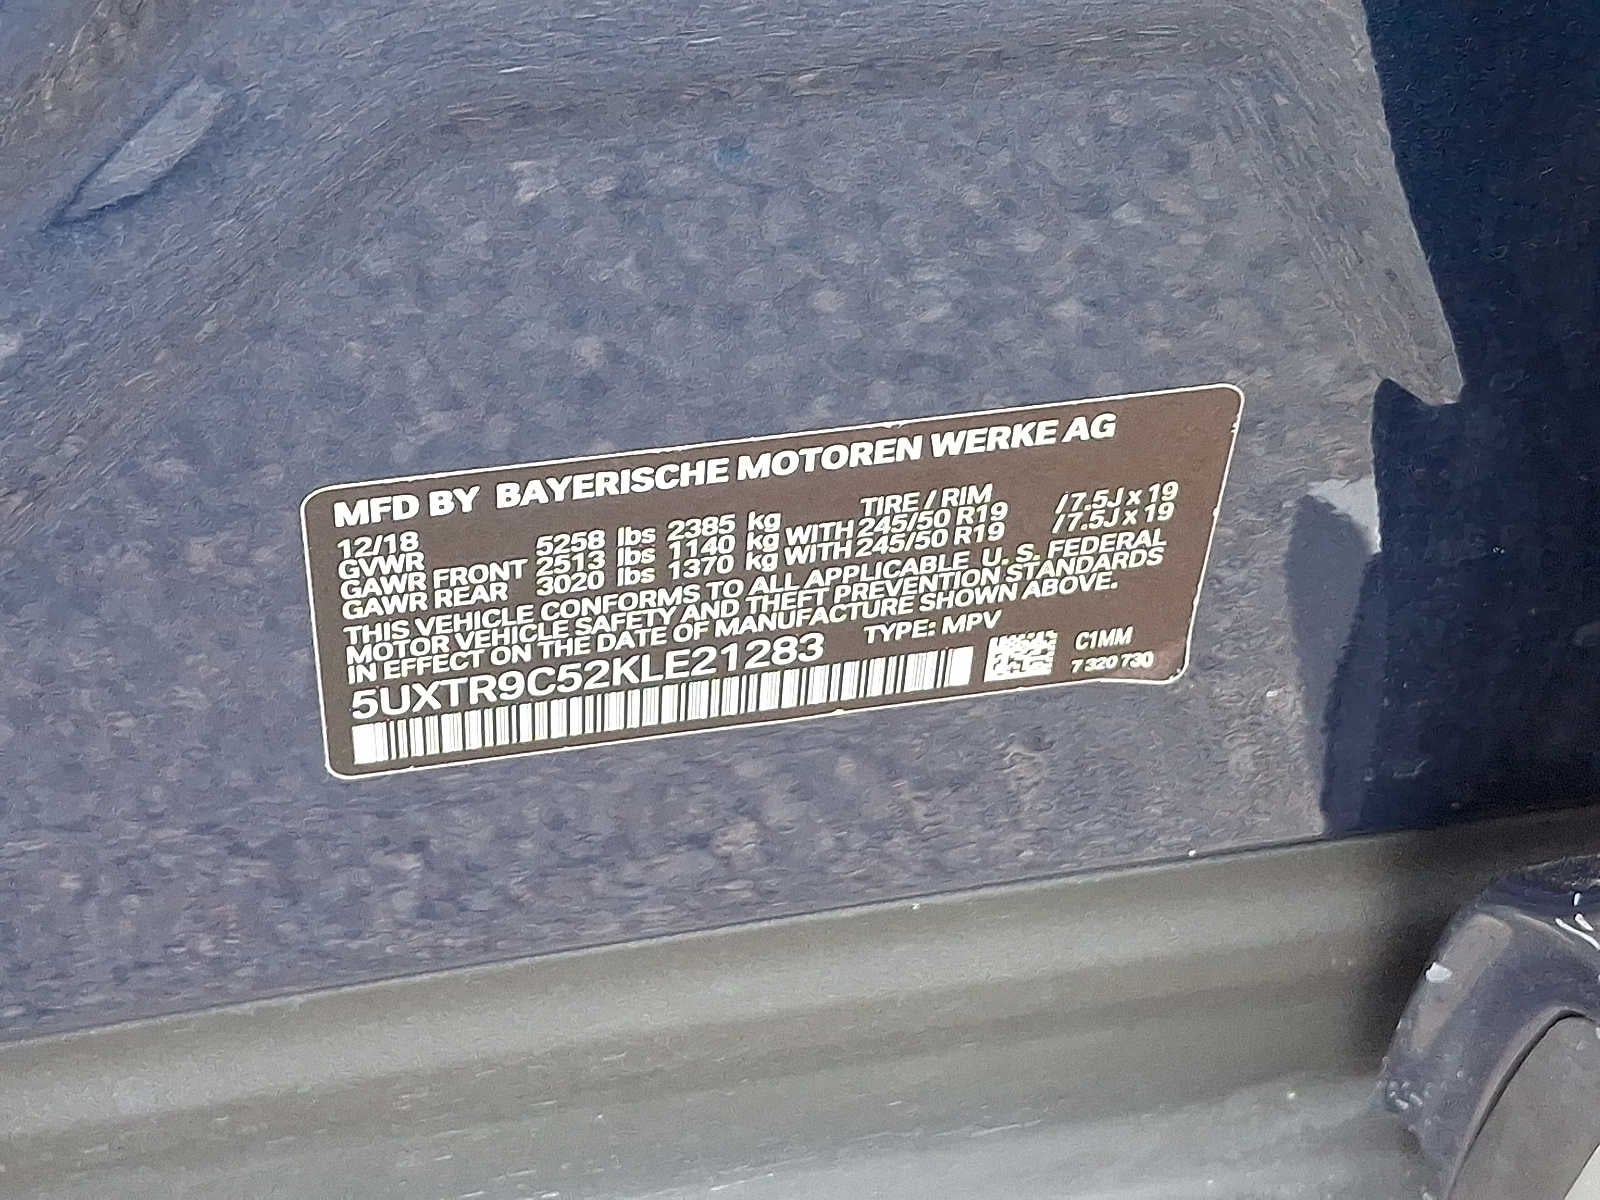 MFD BY BAYERISCHE MOTOREN WERKE AG
12/18 TIRE / RIM
GVWR 5258 lbs 2385 kg
GAWR FRONT 2513 lbs 1140 kg WITH 245/50 R19 /7.5J x 19
GAWR REAR 3020 lbs 1370 kg WITH 245/50 R19 /7.5J x 19
THIS VEHICLE CONFORMS TO ALL APPLICABLE U. S. FEDERAL
MOTOR VEHICLE SAFETY AND THEFT PREVENTION STANDARDS
IN EFFECT ON THE DATE OF MANUFACTURE SHOWN ABOVE.
5UXTR9C52KLE21283 TYPE: MPV
C1MM
7 320 730